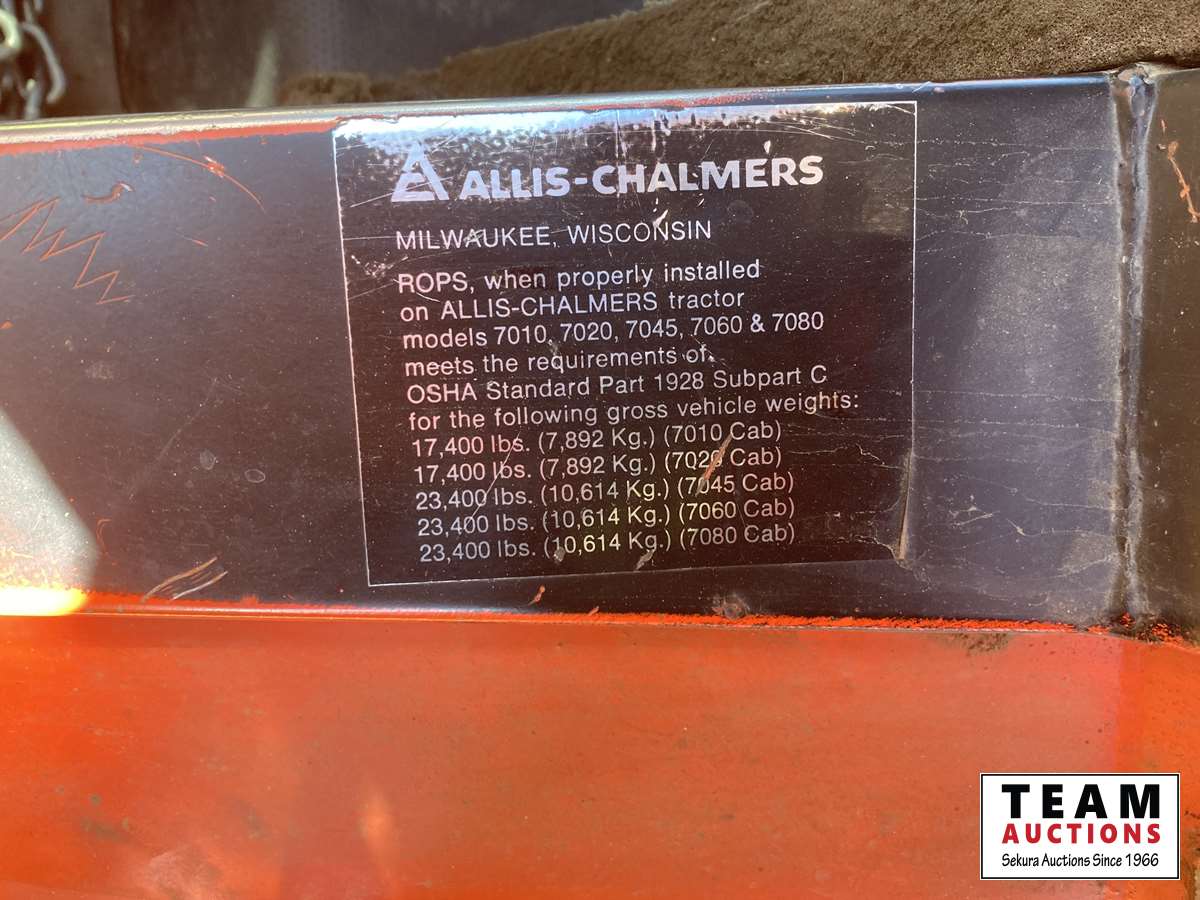 ALLIS-CHALMERS
MILWAUKEE, WISCONSIN
ROPS, when properly installed
on ALLIS-CHALMERS tractor
models 7010, 7020, 7045, 7060 & 7080
meets the requirements of
OSHA Standard Part 1928 Subpart C
for the following gross vehicle weights:
17,400 lbs. (7,892 Kg.) (7010 Cab)
17,400 lbs. (7,892 Kg.) (7020 Cab)
23,400 lbs. (10,614 Kg.) (7045 Cab)
23,400 lbs. (10,614 Kg.) (7060 Cab)
23,400 lbs. (10,614 Kg.) (7080 Cab)
TEAM
AUCTIONS
Sekura Auctions Since 1966